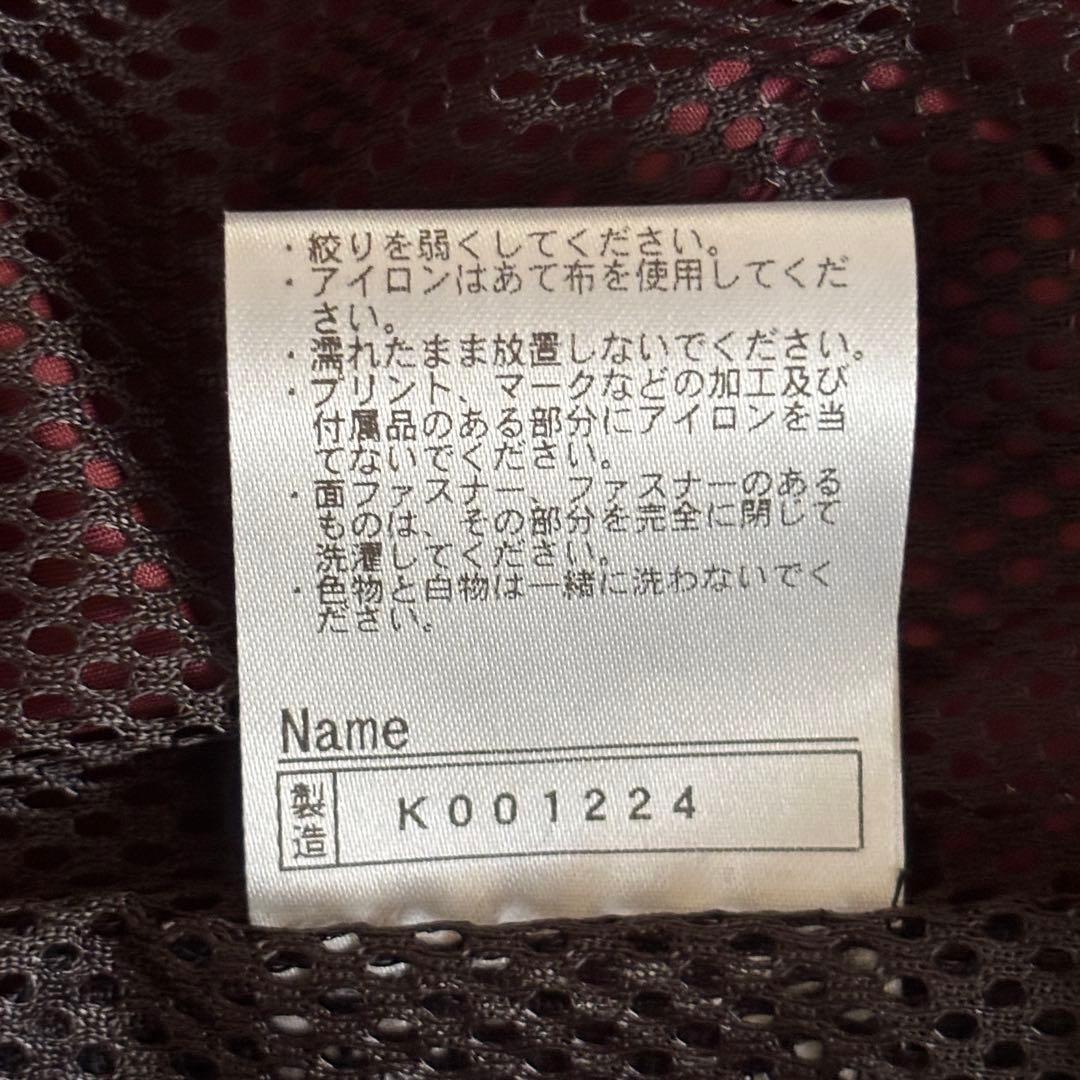 ・絞りを弱くしてください。
・アイロンはあて布を使用してくだ
さい。
・濡れたまま放置しないでください。
・プリント、マークなどの加工及び
付属品のある部分にアイロンを当
てないでください。
・面ファスナー、ファスナーのある
ものは、その部分を完全に閉じて
洗濯してください。
・色物と白物は一緒に洗わないでく
ださい。
Name
製造 K001224